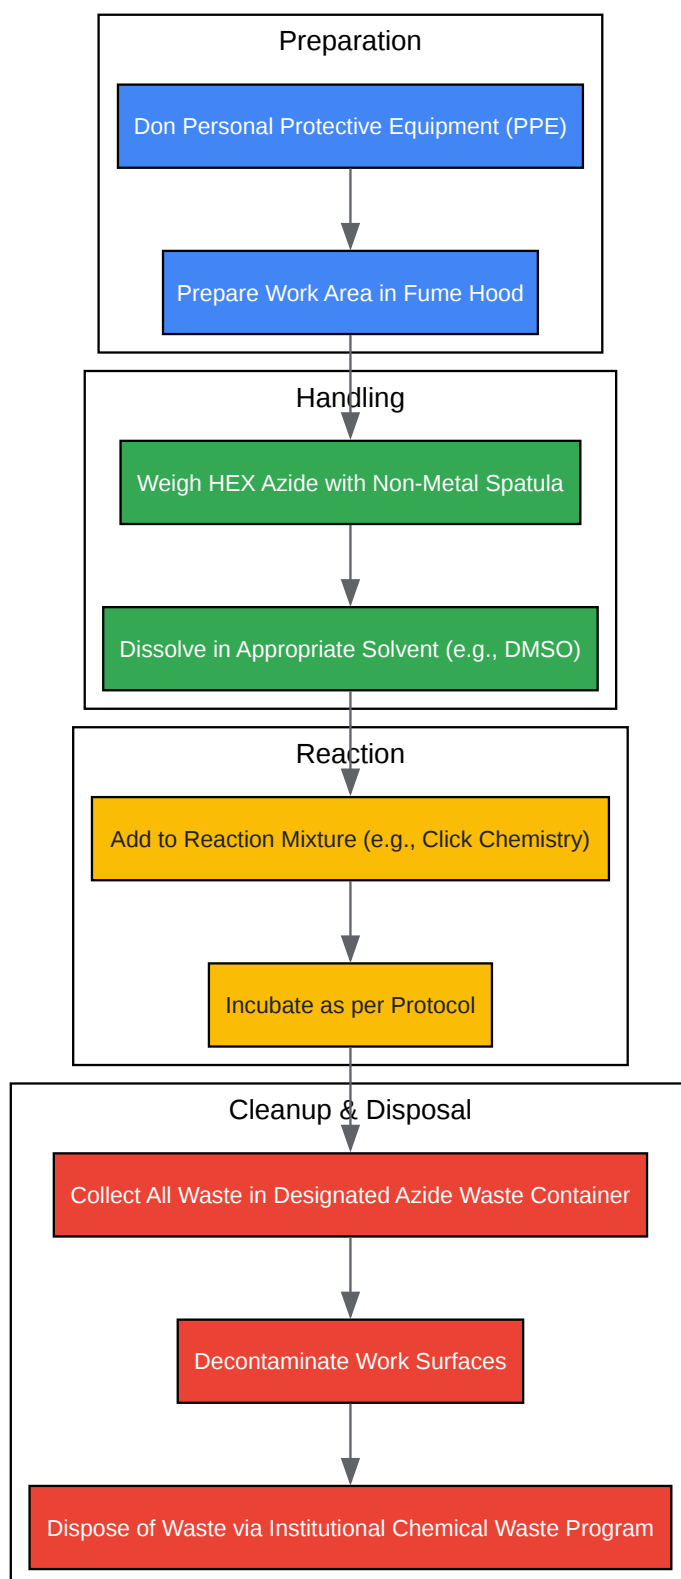 Preparation
Don Personal Protective Equipment (PPE)
Prepare Work Area in Fume Hood
Handling
Weigh HEX Azide with Non-Metal Spatula
Dissolve in Appropriate Solvent (e.g., DMSO)
Reaction
Add to Reaction Mixture (e.g., Click Chemistry)
Incubate as per Protocol
Cleanup & Disposal
Collect All Waste in Designated Azide Waste Container
Decontaminate Work Surfaces
Dispose of Waste via Institutional Chemical Waste Program